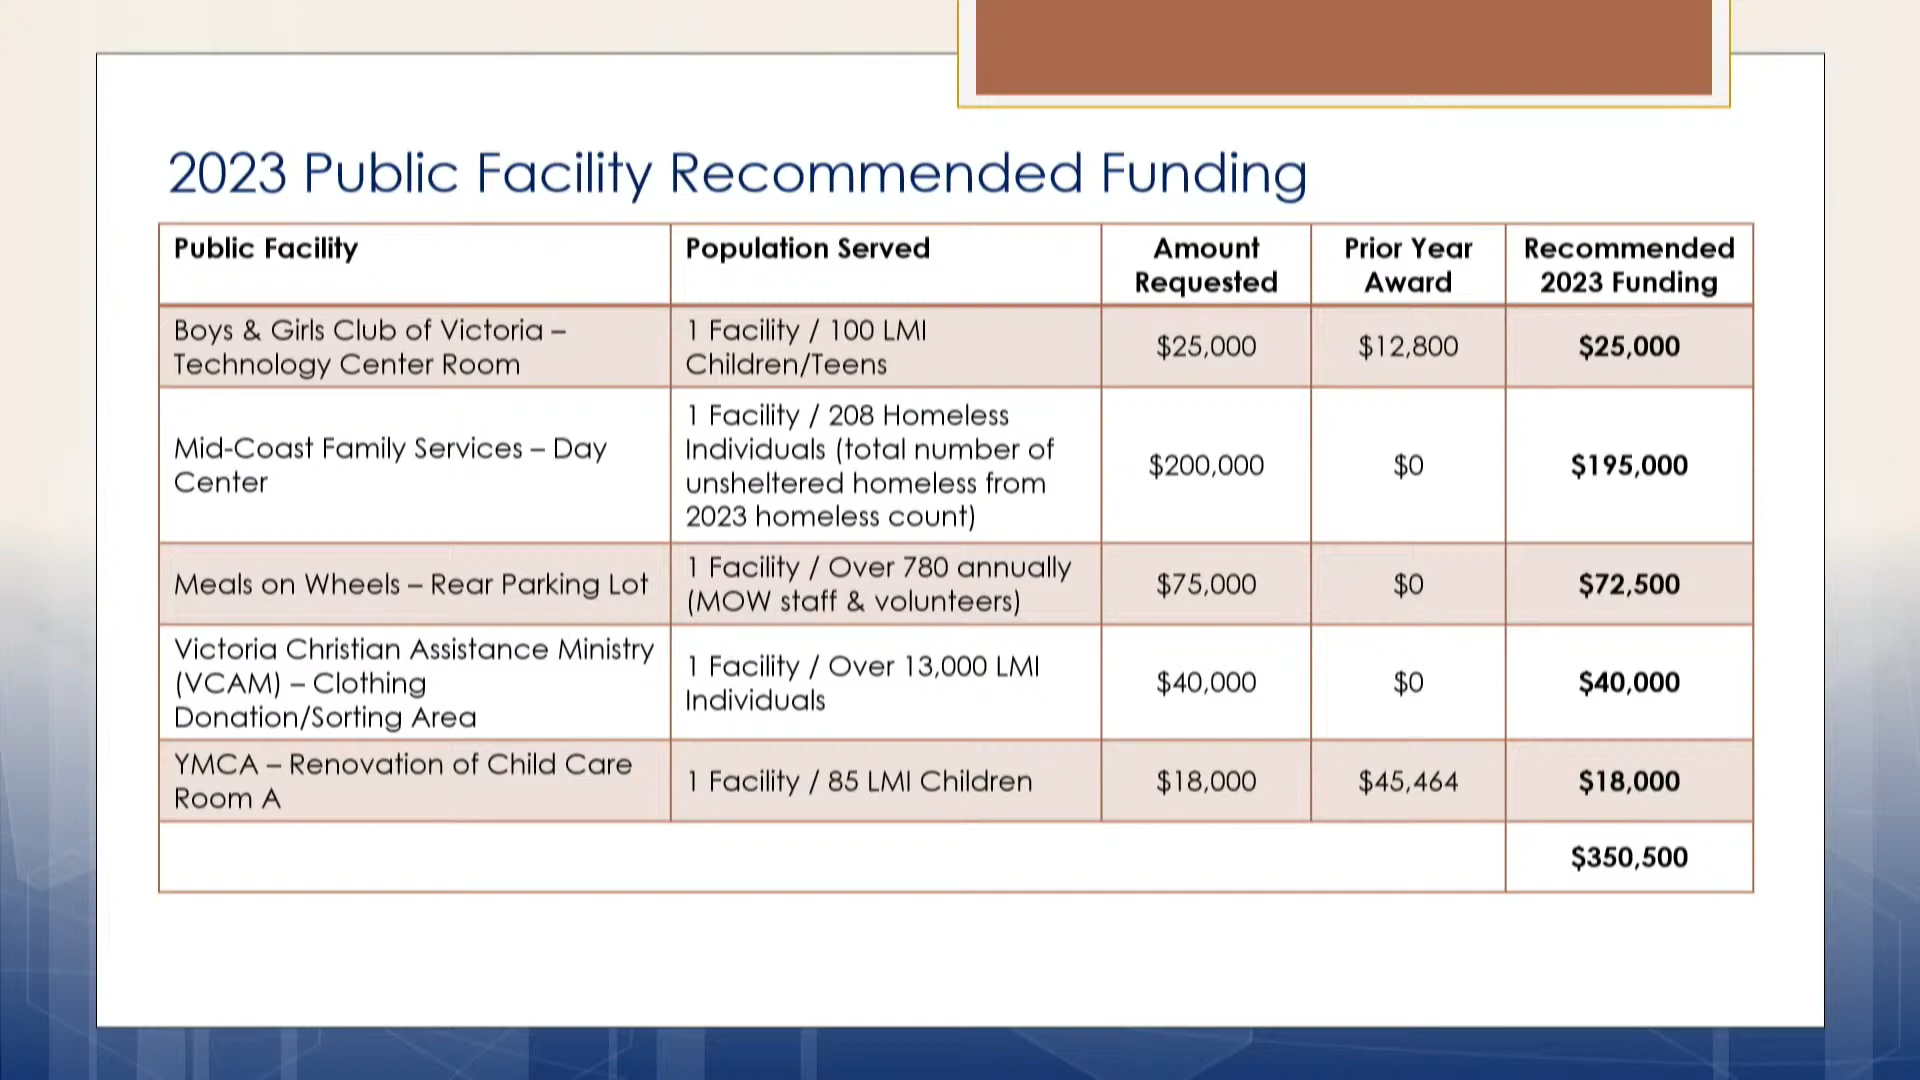 2023 Public Facility Recommended Funding
Public Facility
Population Served
Amount
Requested
Prior Year
Award
Recommended
2023 Funding
Boys & Girls Club of Victoria –
Technology Center Room
1 Facility / 100 LMI
Children/Teens
$25,000
$12,800
$25,000
Mid-Coast Family Services – Day
Center
1 Facility / 208 Homeless
Individuals (total number of
unsheltered homeless from
2023 homeless count)
$200,000
$0
$195,000
Meals on Wheels – Rear Parking Lot
1 Facility / Over 780 annually
(MOW staff & volunteers)
$75,000
$0
$72,500
Victoria Christian Assistance Ministry
(VCAM) – Clothing
Donation/Sorting Area
1 Facility / Over 13,000 LMI
Individuals
$40,000
$0
$40,000
YMCA – Renovation of Child Care
Room A
1 Facility / 85 LMI Children
$18,000
$45,464
$18,000
$350,500